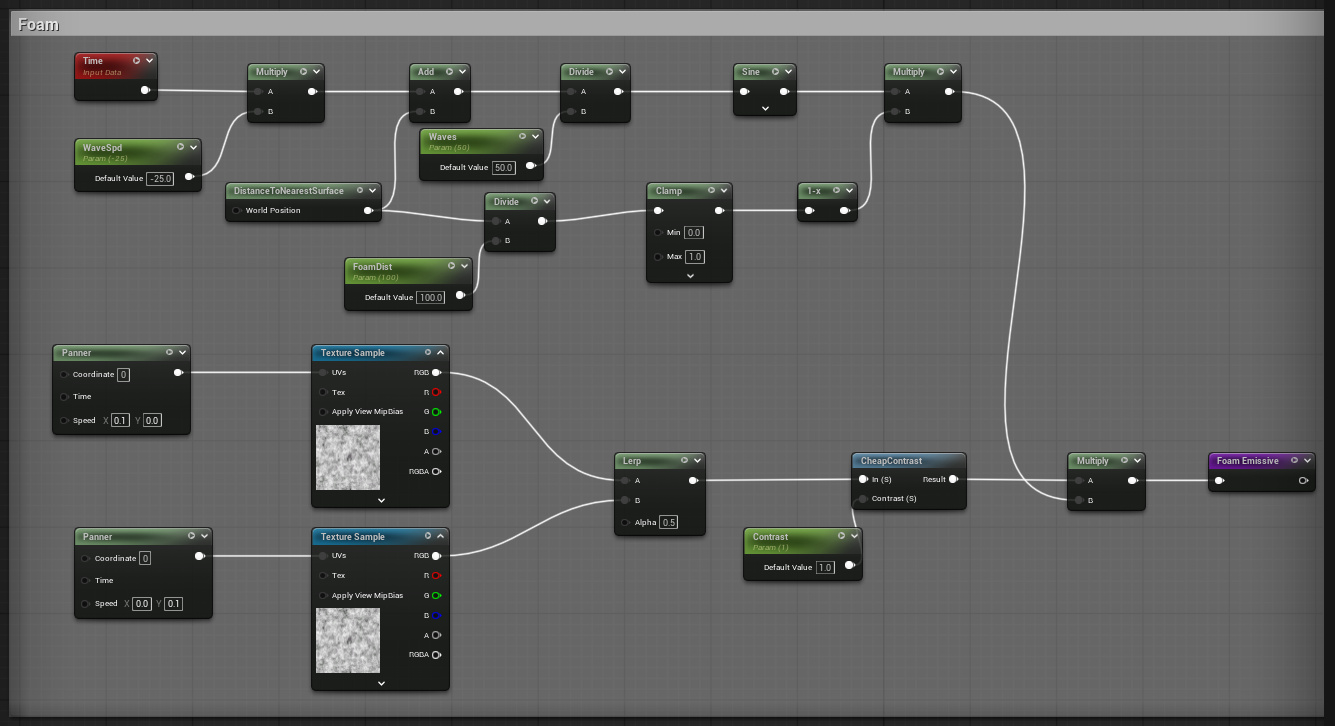 Foam
Time
Input Data
Multiply
A
B
Add
A
B
Divide
A
B
Sine
Multiply
A
B
WaveSpd
Param (-25)
Default Value -25.0
Waves
Param (50)
Default Value 50.0
DistanceToNearestSurface
World Position
Divide
A
B
Clamp
Min 0.0
Max 1.0
1-x
FoamDist
Param (100)
Default Value 100.0
Panner
Coordinate 0
Time
Speed X 0.1 Y 0.0
Texture Sample
UVs RGB
Tex R
Apply View MipBias G
B
A
RGBA
Lerp
A
B
Alpha 0.5
CheapContrast
In (S) Result
Contrast (S)
Multiply
A
B
Foam Emissive
Contrast
Param (1)
Default Value 1.0
Panner
Coordinate 0
Time
Speed X 0.0 Y 0.1
Texture Sample
UVs RGB
Tex R
Apply View MipBias G
B
A
RGBA